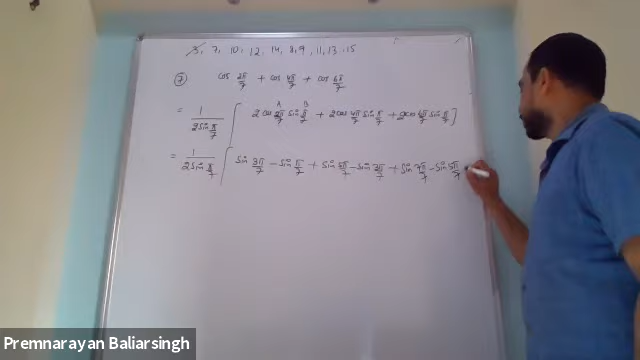 3, 7, 10, 12, 14, 8, 9, 11, 13, 15
⑦ cos 2π/7 + cos 4π/7 + cos 6π/7
= 1/(2 sin π/7) [ 2 cos 2π/7 sin π/7 + 2 cos 4π/7 sin π/7 + 2 cos 6π/7 sin π/7 ]
A B
= 1/(2 sin π/7) [ sin 3π/7 - sin π/7 + sin 5π/7 - sin 3π/7 + sin 7π/7 - sin 5π/7
Premnarayan Baliarsingh